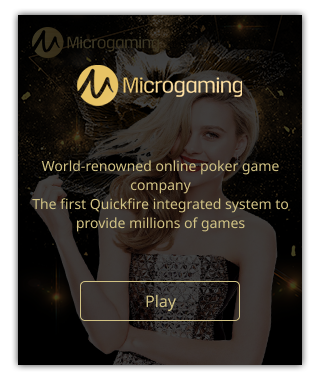 Microgaming
Microgaming
World-renowned online poker game
company
The first Quickfire integrated system to
provide millions of games
Play